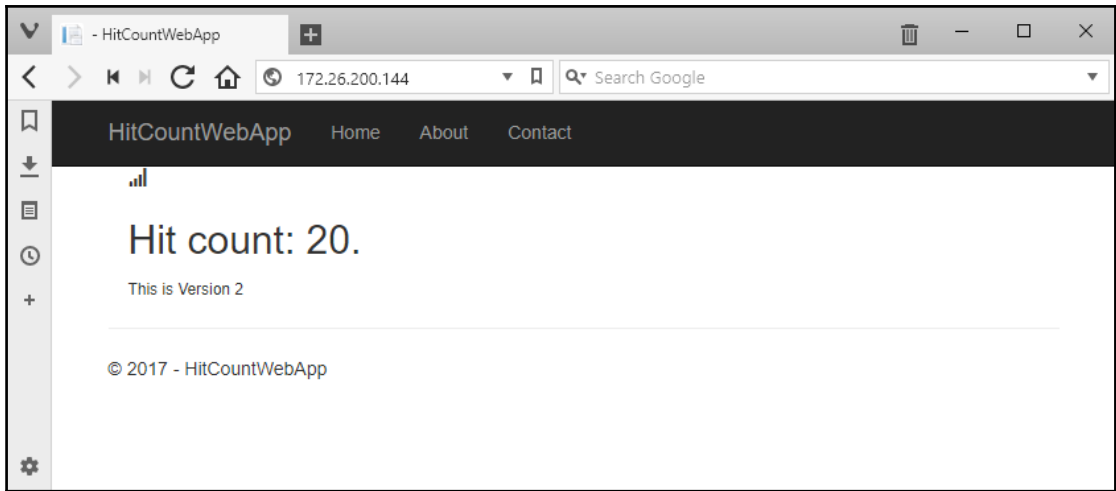 - HitCountWebApp
172.26.200.144
Search Google
HitCountWebApp Home About Contact
Hit count: 20.
This is Version 2
© 2017 - HitCountWebApp